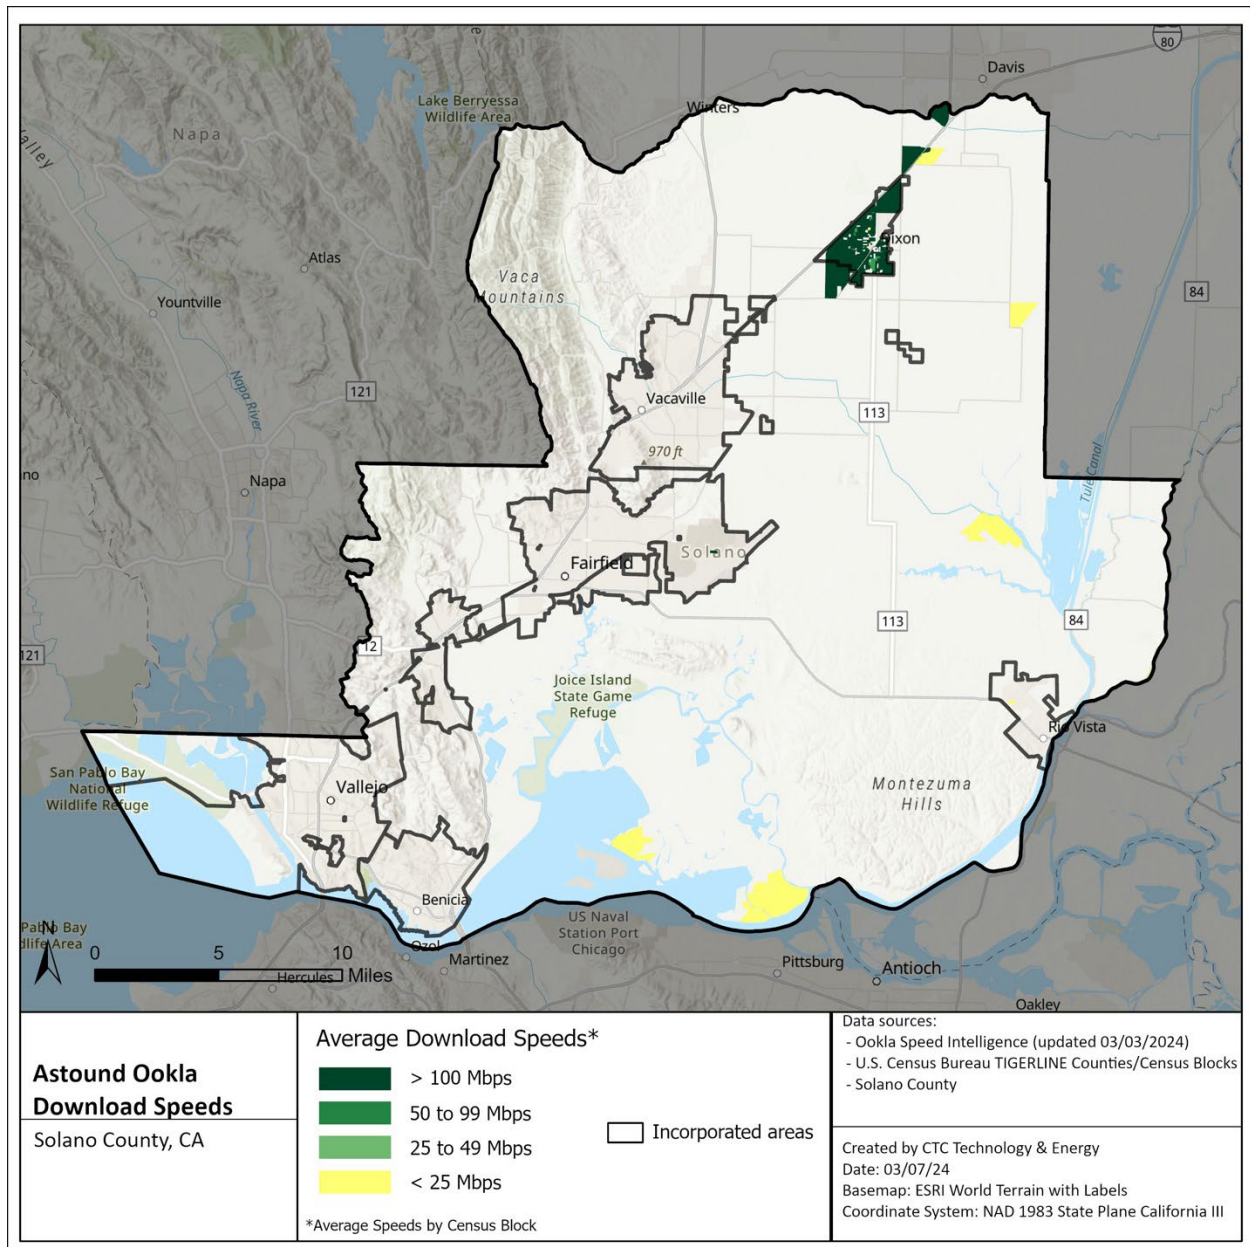 80
Davis
Winters
Lake Berryessa
Wildlife Area
Napa
Valley
Atlas
Yountville
Vaca
Mountains
Dixon
84
121
Napa River
Vacaville
113
970 ft
no
Napa
Tule Canal
Solano
Fairfield
113
84
121
12
Joice Island
State Game
Refuge
Rio Vista
San Pablo Bay
National
Wildlife Refuge
Vallejo
Montezuma
Hills
Benicia
US Naval
Station Port
Chicago
N
Pablo Bay
dlife Area
Ozol
Martinez
Pittsburg
Antioch
0
5
10
Miles
Hercules
Oakley
Astound Ookla
Download Speeds
Solano County, CA
Average Download Speeds*
> 100 Mbps
50 to 99 Mbps
25 to 49 Mbps
< 25 Mbps
Incorporated areas
*Average Speeds by Census Block
Data sources:
- Ookla Speed Intelligence (updated 03/03/2024)
- U.S. Census Bureau TIGERLINE Counties/Census Blocks
- Solano County
Created by CTC Technology & Energy
Date: 03/07/24
Basemap: ESRI World Terrain with Labels
Coordinate System: NAD 1983 State Plane California III